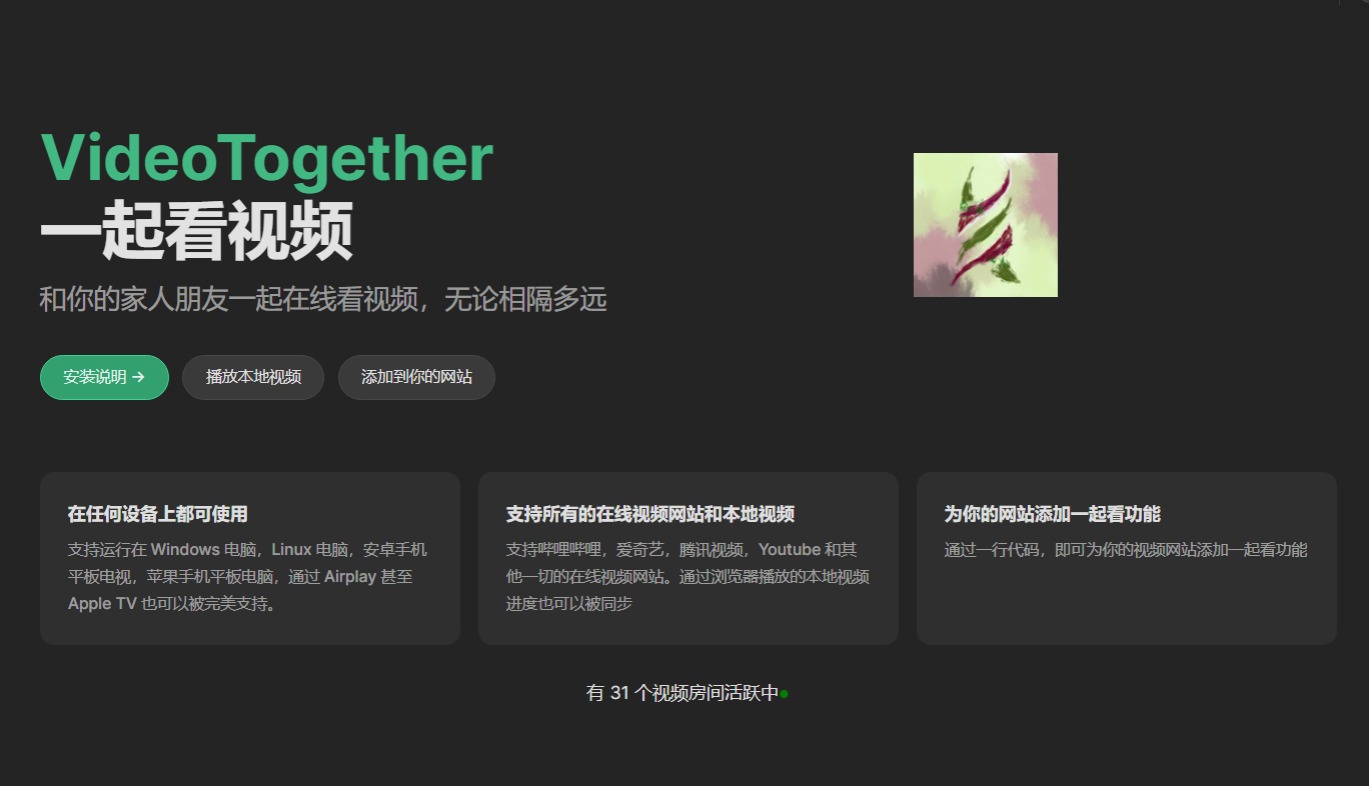 VideoTogether
一起看视频
和你的家人朋友一起在线看视频，无论相隔多远
安装说明 →
播放本地视频
添加到你的网站
在任何设备上都可使用
支持运行在 Windows 电脑，Linux 电脑，安卓手机
平板电视，苹果手机平板电脑，通过 Airplay 甚至
Apple TV 也可以被完美支持。
支持所有的在线视频网站和本地视频
支持哔哩哔哩，爱奇艺，腾讯视频，Youtube 和其
他一切的在线视频网站。通过浏览器播放的本地视频
进度也可以被同步
为你的网站添加一起看功能
通过一行代码，即可为你的视频网站添加一起看功能
有 31 个视频房间活跃中